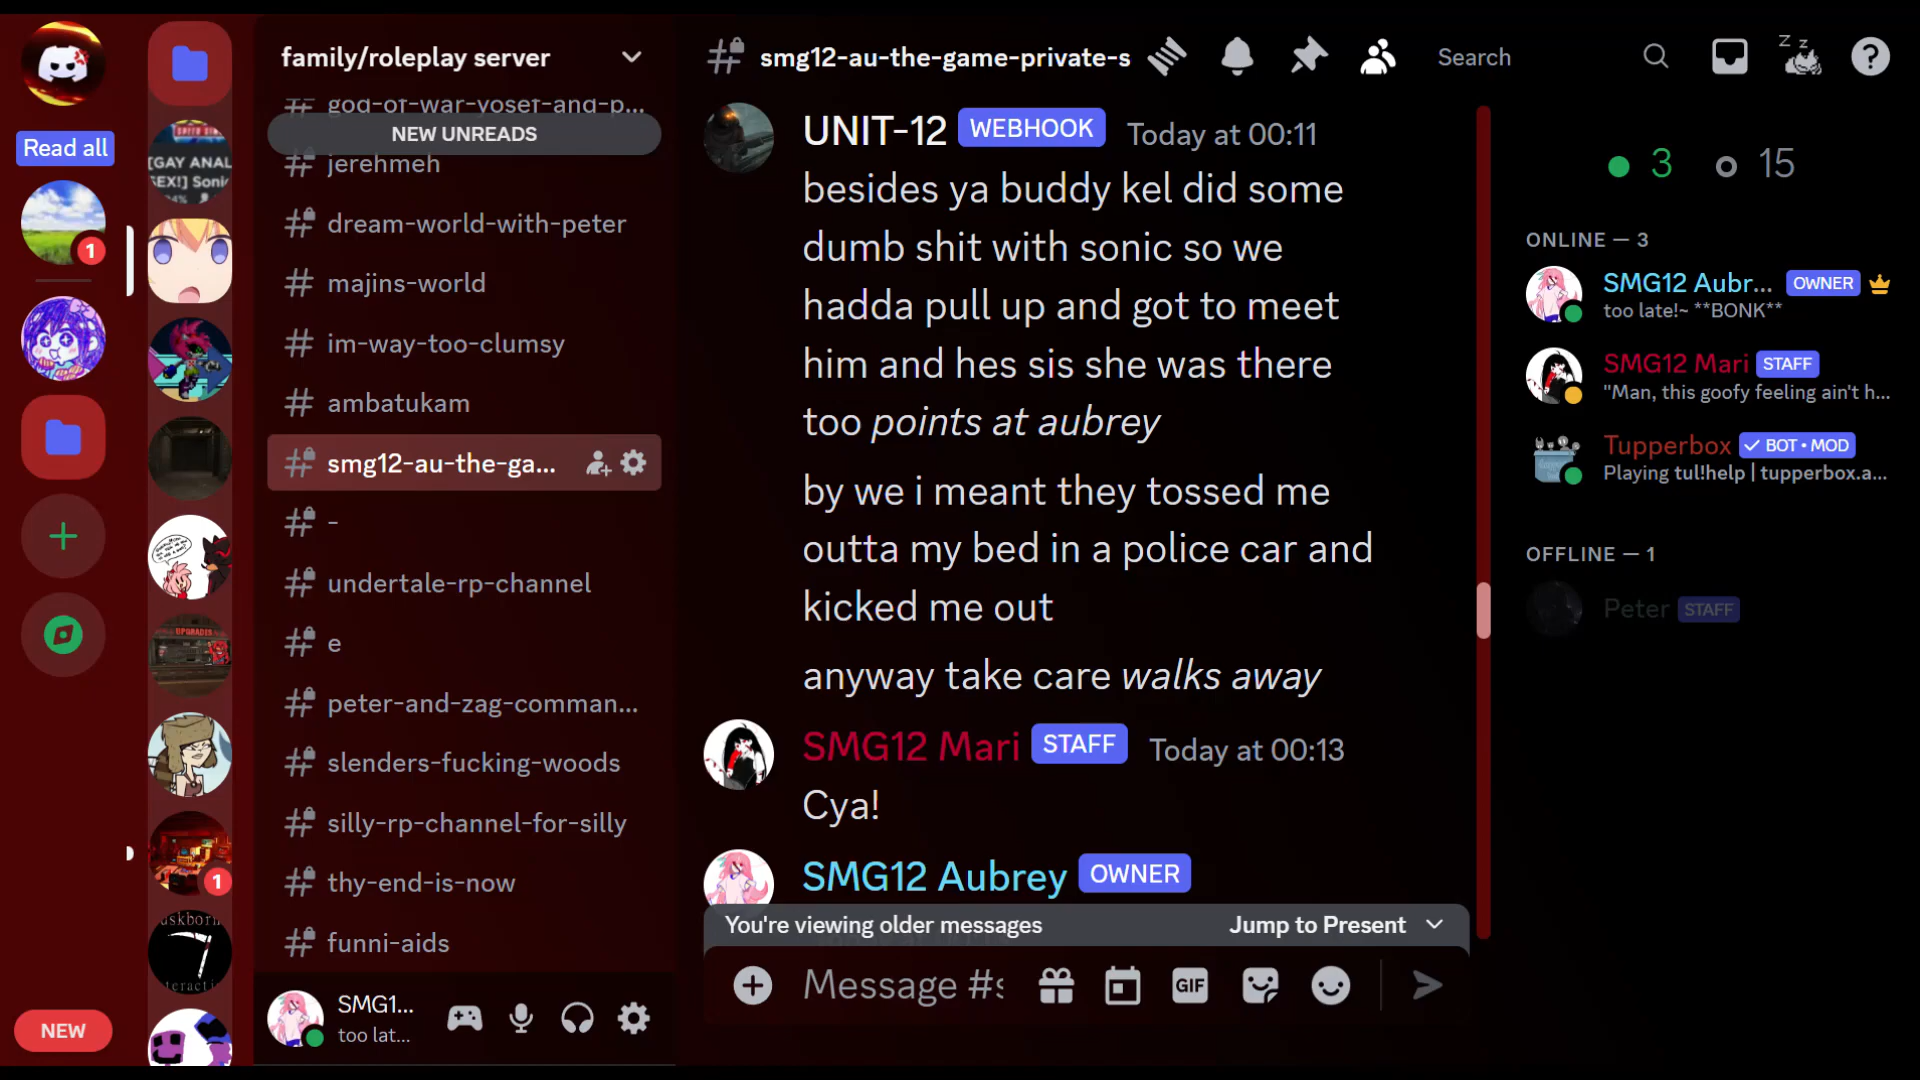 Read all
1
NEW
[GAY ANAL
SEX!] Sonic
UPGRADES
1
family/roleplay server
god-of-war-yosef-and-p...
NEW UNREADS
jerehmeh
dream-world-with-peter
majins-world
im-way-too-clumsy
ambatukam
smg12-au-the-ga...
-
undertale-rp-channel
e
peter-and-zag-comman...
slenders-fucking-woods
silly-rp-channel-for-silly
thy-end-is-now
funni-aids
SMG1...
too lat...
smg12-au-the-game-private-s
Search
UNIT-12 WEBHOOK Today at 00:11
besides ya buddy kel did some
dumb shit with sonic so we
hadda pull up and got to meet
him and hes sis she was there
too points at aubrey
by we i meant they tossed me
outta my bed in a police car and
kicked me out
anyway take care walks away
SMG12 Mari STAFF Today at 00:13
Cya!
SMG12 Aubrey OWNER
You're viewing older messages Jump to Present
Message #s
GIF
3 15
ONLINE — 3
SMG12 Aubr... OWNER
too late!~ **BONK**
SMG12 Mari STAFF
"Man, this goofy feeling ain't h...
Tupperbox BOT • MOD
Playing tul!help | tupperbox.a...
OFFLINE — 1
Peter STAFF